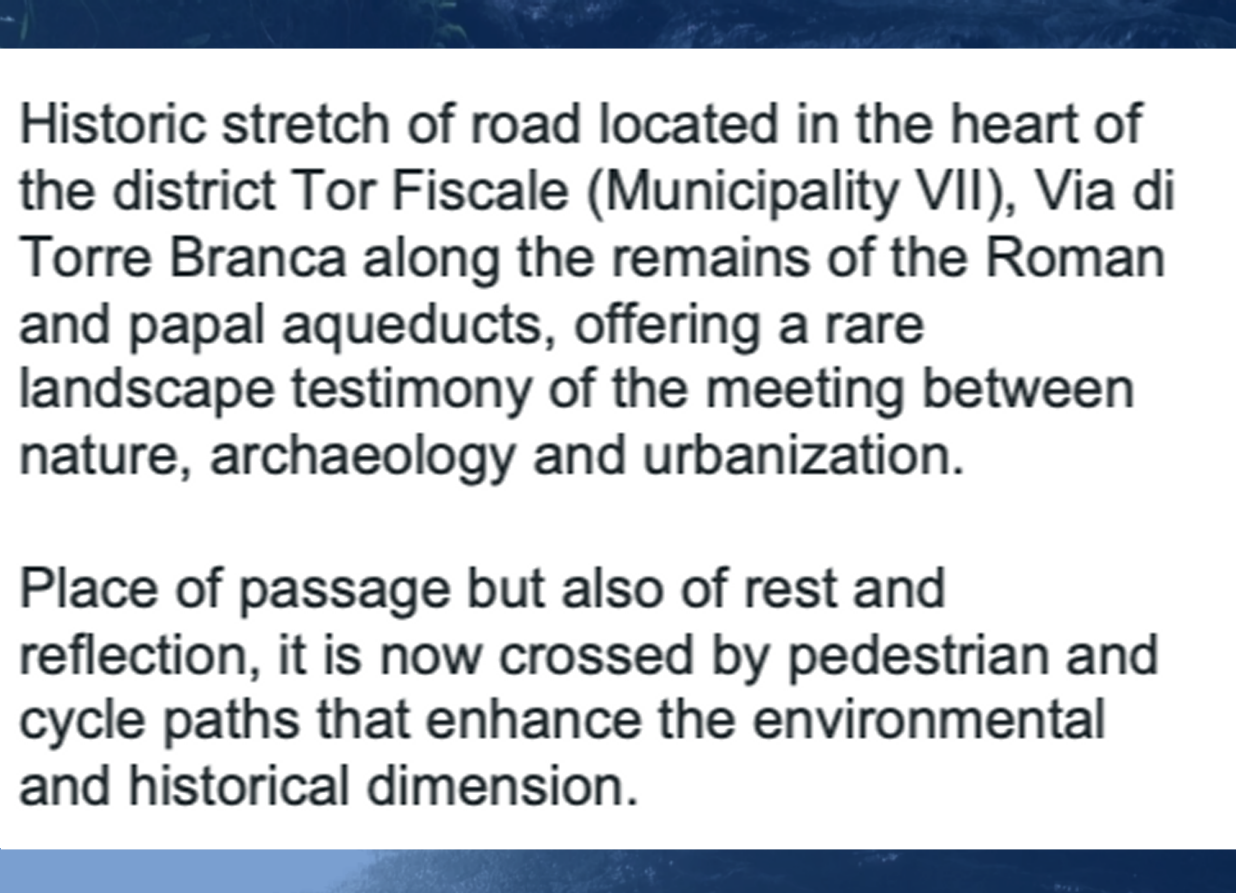 Historic stretch of road located in the heart of
the district Tor Fiscale (Municipality VII), Via di
Torre Branca along the remains of the Roman
and papal aqueducts, offering a rare
landscape testimony of the meeting between
nature, archaeology and urbanization.
Place of passage but also of rest and
reflection, it is now crossed by pedestrian and
cycle paths that enhance the environmental
and historical dimension.